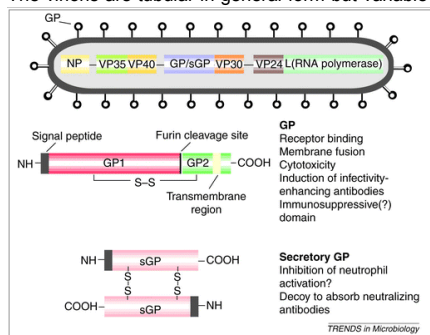 GP
NP VP35 VP40 GP/sGP VP30 VP24 L(RNA polymerase)
Signal peptide
Furin cleavage site
NH GP1 GP2 COOH
S–S
Transmembrane
region
GP
Receptor binding
Membrane fusion
Cytotoxicity
Induction of infectivity-
enhancing antibodies
Immunosuppressive(?)
domain
NH sGP COOH
S S
S S
COOH sGP NH
Secretory GP
Inhibition of neutrophil
activation?
Decoy to absorb neutralizing
antibodies
TRENDS in Microbiology